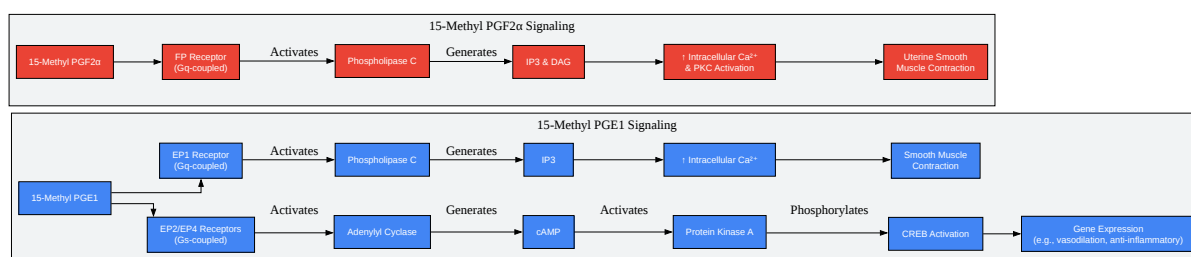 15-Methyl PGF2α Signaling
15-Methyl PGF2α
FP Receptor
(Gq-coupled)
Activates
Phospholipase C
Generates
IP3 & DAG
↑ Intracellular Ca²⁺
& PKC Activation
Uterine Smooth
Muscle Contraction
15-Methyl PGE1 Signaling
15-Methyl PGE1
EP1 Receptor
(Gq-coupled)
Activates
Phospholipase C
Generates
IP3
↑ Intracellular Ca²⁺
Smooth Muscle
Contraction
EP2/EP4 Receptors
(Gs-coupled)
Activates
Adenylyl Cyclase
Generates
cAMP
Activates
Protein Kinase A
Phosphorylates
CREB Activation
Gene Expression
(e.g., vasodilation, anti-inflammatory)